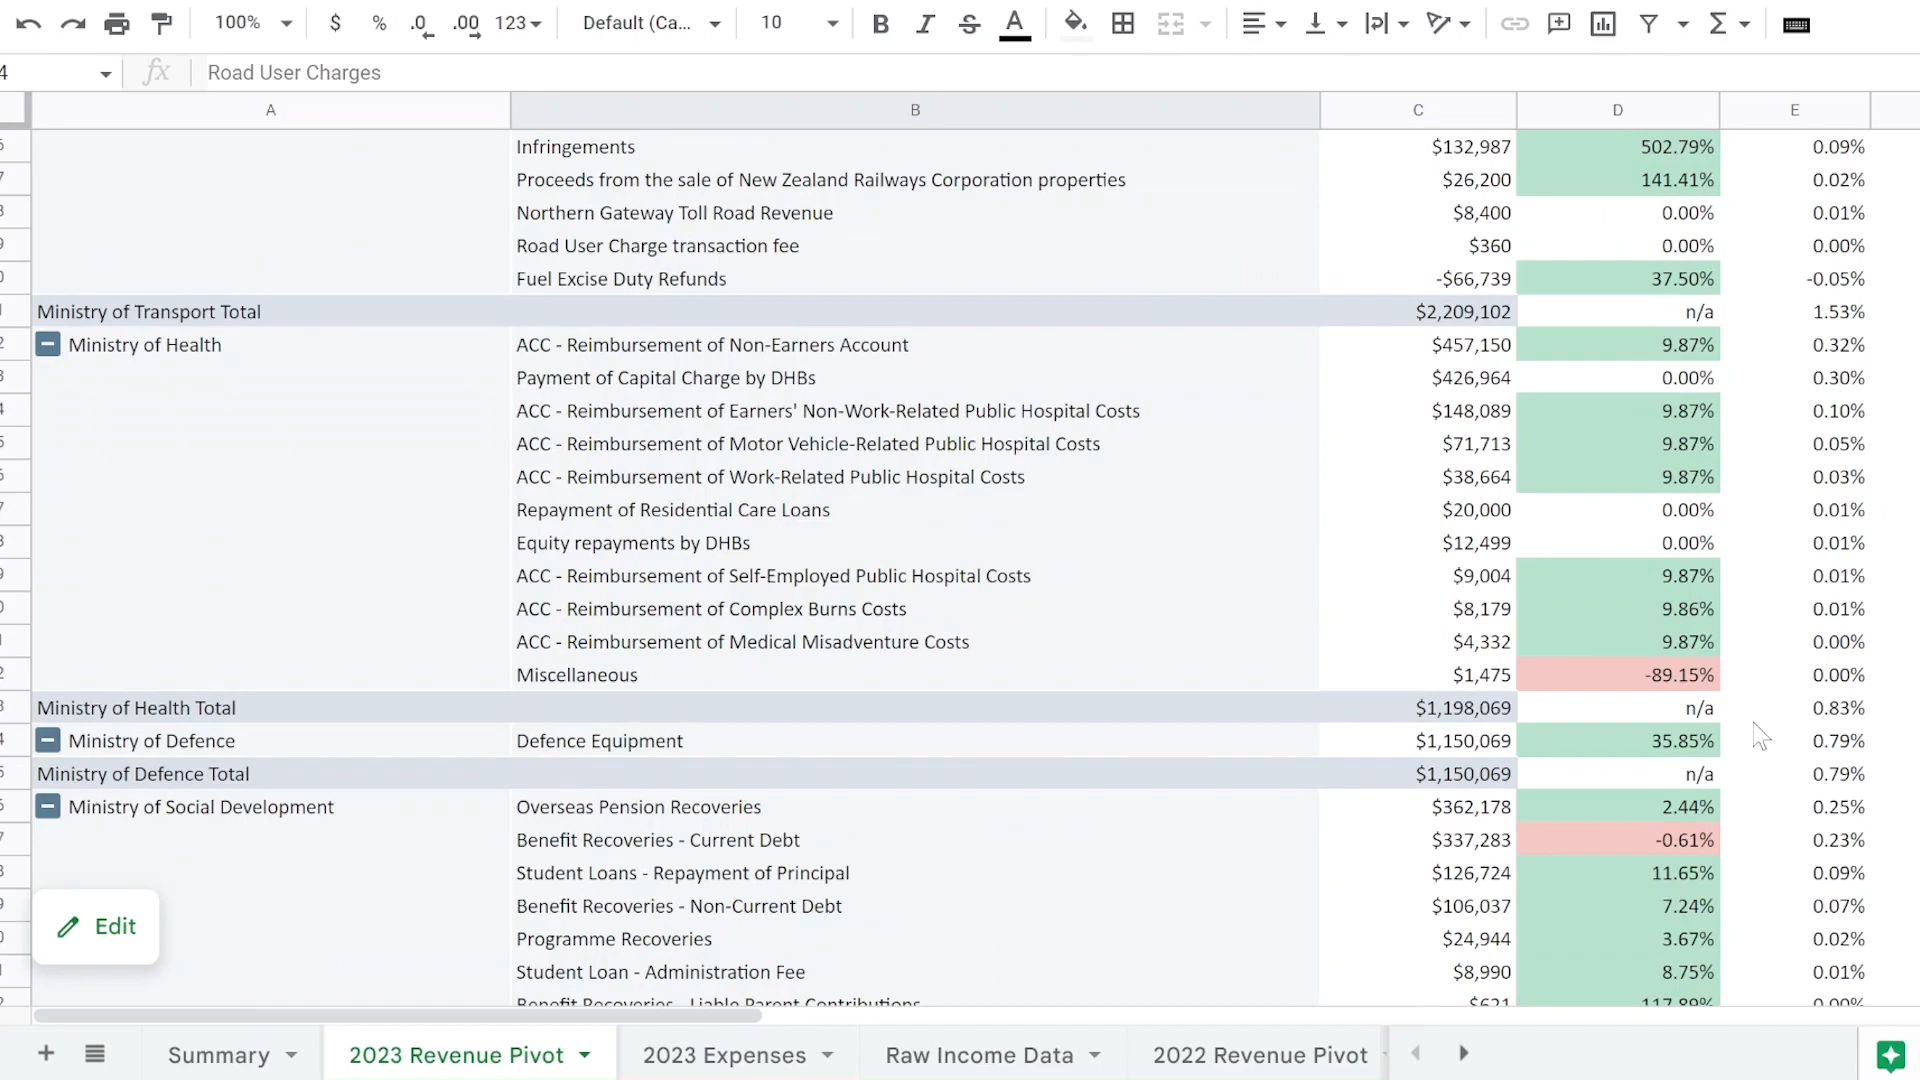 100% $ % .0 .00 123 Default (Ca... 10 B I S A
4 fx Road User Charges
A B C D E
Infringements $132,987 502.79% 0.09%
Proceeds from the sale of New Zealand Railways Corporation properties $26,200 141.41% 0.02%
Northern Gateway Toll Road Revenue $8,400 0.00% 0.01%
Road User Charge transaction fee $360 0.00% 0.00%
Fuel Excise Duty Refunds -$66,739 37.50% -0.05%
Ministry of Transport Total $2,209,102 n/a 1.53%
Ministry of Health ACC - Reimbursement of Non-Earners Account $457,150 9.87% 0.32%
Payment of Capital Charge by DHBs $426,964 0.00% 0.30%
ACC - Reimbursement of Earners' Non-Work-Related Public Hospital Costs $148,089 9.87% 0.10%
ACC - Reimbursement of Motor Vehicle-Related Public Hospital Costs $71,713 9.87% 0.05%
ACC - Reimbursement of Work-Related Public Hospital Costs $38,664 9.87% 0.03%
Repayment of Residential Care Loans $20,000 0.00% 0.01%
Equity repayments by DHBs $12,499 0.00% 0.01%
ACC - Reimbursement of Self-Employed Public Hospital Costs $9,004 9.87% 0.01%
ACC - Reimbursement of Complex Burns Costs $8,179 9.86% 0.01%
ACC - Reimbursement of Medical Misadventure Costs $4,332 9.87% 0.00%
Miscellaneous $1,475 -89.15% 0.00%
Ministry of Health Total $1,198,069 n/a 0.83%
Ministry of Defence Defence Equipment $1,150,069 35.85% 0.79%
Ministry of Defence Total $1,150,069 n/a 0.79%
Ministry of Social Development Overseas Pension Recoveries $362,178 2.44% 0.25%
Benefit Recoveries - Current Debt $337,283 -0.61% 0.23%
Student Loans - Repayment of Principal $126,724 11.65% 0.09%
Benefit Recoveries - Non-Current Debt $106,037 7.24% 0.07%
Edit
Programme Recoveries $24,944 3.67% 0.02%
Student Loan - Administration Fee $8,990 8.75% 0.01%
Benefit Recoveries - Liable Parent Contributions $621 117.89% 0.00%
Summary 2023 Revenue Pivot 2023 Expenses Raw Income Data 2022 Revenue Pivot